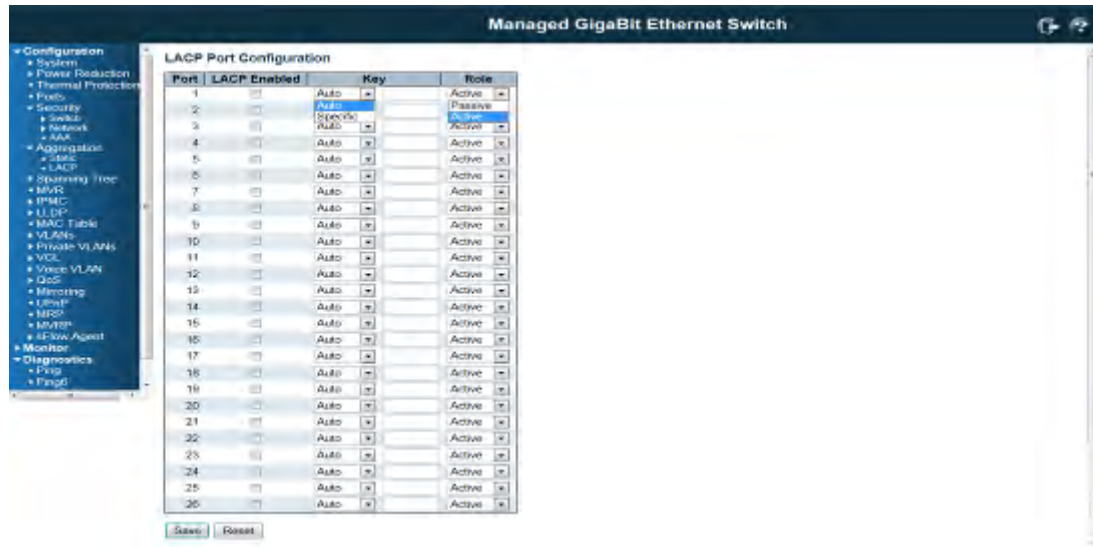 Managed GigaBit Ethernet Switch
Configuration
System
Power Reduction
Thermal Protection
Ports
Security
Switch
Network
AAA
Aggregation
Static
LACP
Spanning Tree
MVR
IPMC
LLDP
MAC Table
VLANs
Private VLANs
VCL
Voice VLAN
QoS
Mirroring
UPnP
MRP
MVRP
sFlow Agent
Monitor
Diagnostics
Ping
Ping6
LACP Port Configuration
Port LACP Enabled Key Role
1 Auto Active
Auto Passive
2
Specific Active
3 Auto Active
4 Auto Active
5 Auto Active
6 Auto Active
7 Auto Active
8 Auto Active
9 Auto Active
10 Auto Active
11 Auto Active
12 Auto Active
13 Auto Active
14 Auto Active
15 Auto Active
16 Auto Active
17 Auto Active
18 Auto Active
19 Auto Active
20 Auto Active
21 Auto Active
22 Auto Active
23 Auto Active
24 Auto Active
25 Auto Active
26 Auto Active
Save Reset